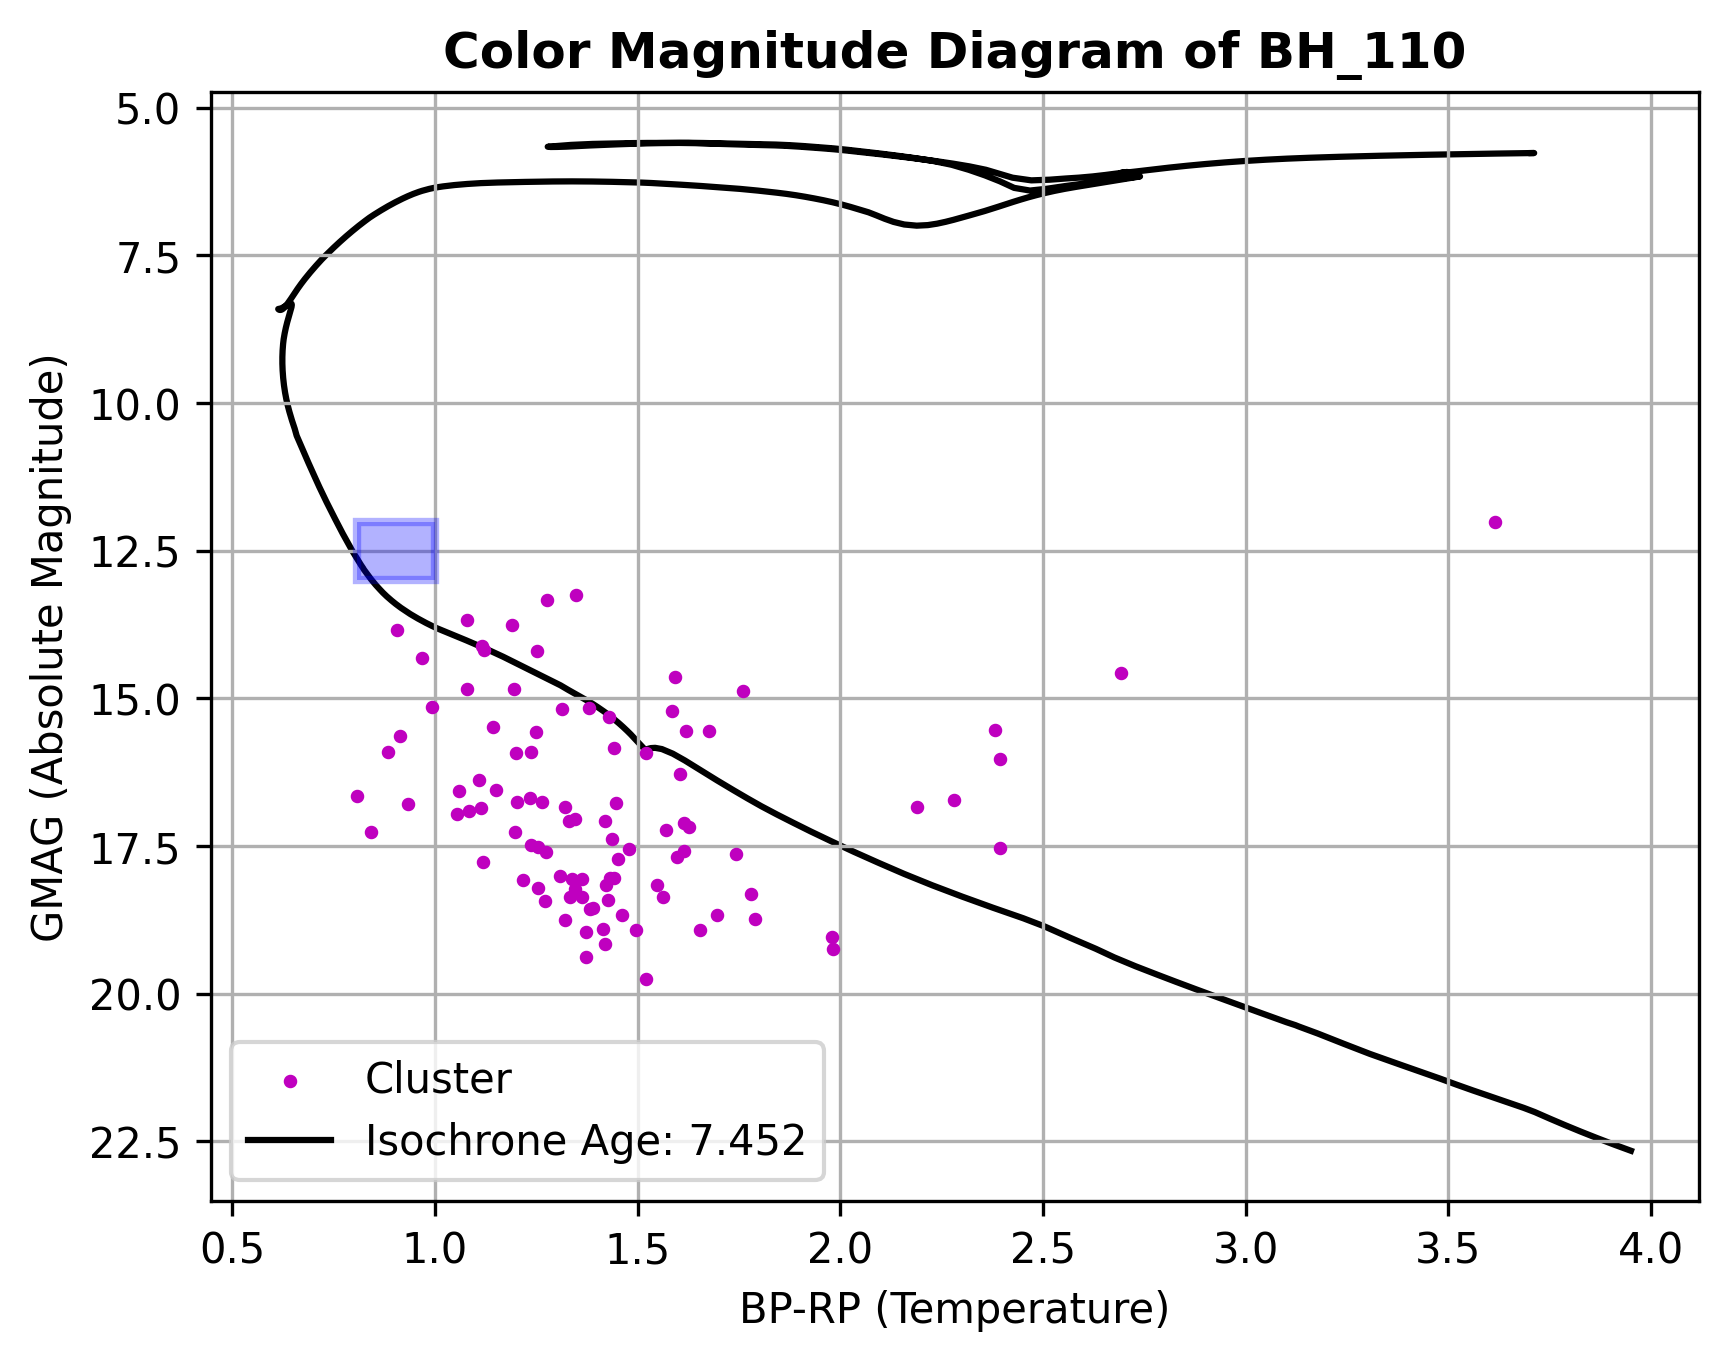 Color Magnitude Diagram of BH_110
GMAG (Absolute Magnitude)
5.0
7.5
10.0
12.5
15.0
17.5
20.0
22.5
Cluster
Isochrone Age: 7.452
0.5 1.0 1.5 2.0 2.5 3.0 3.5 4.0
BP-RP (Temperature)